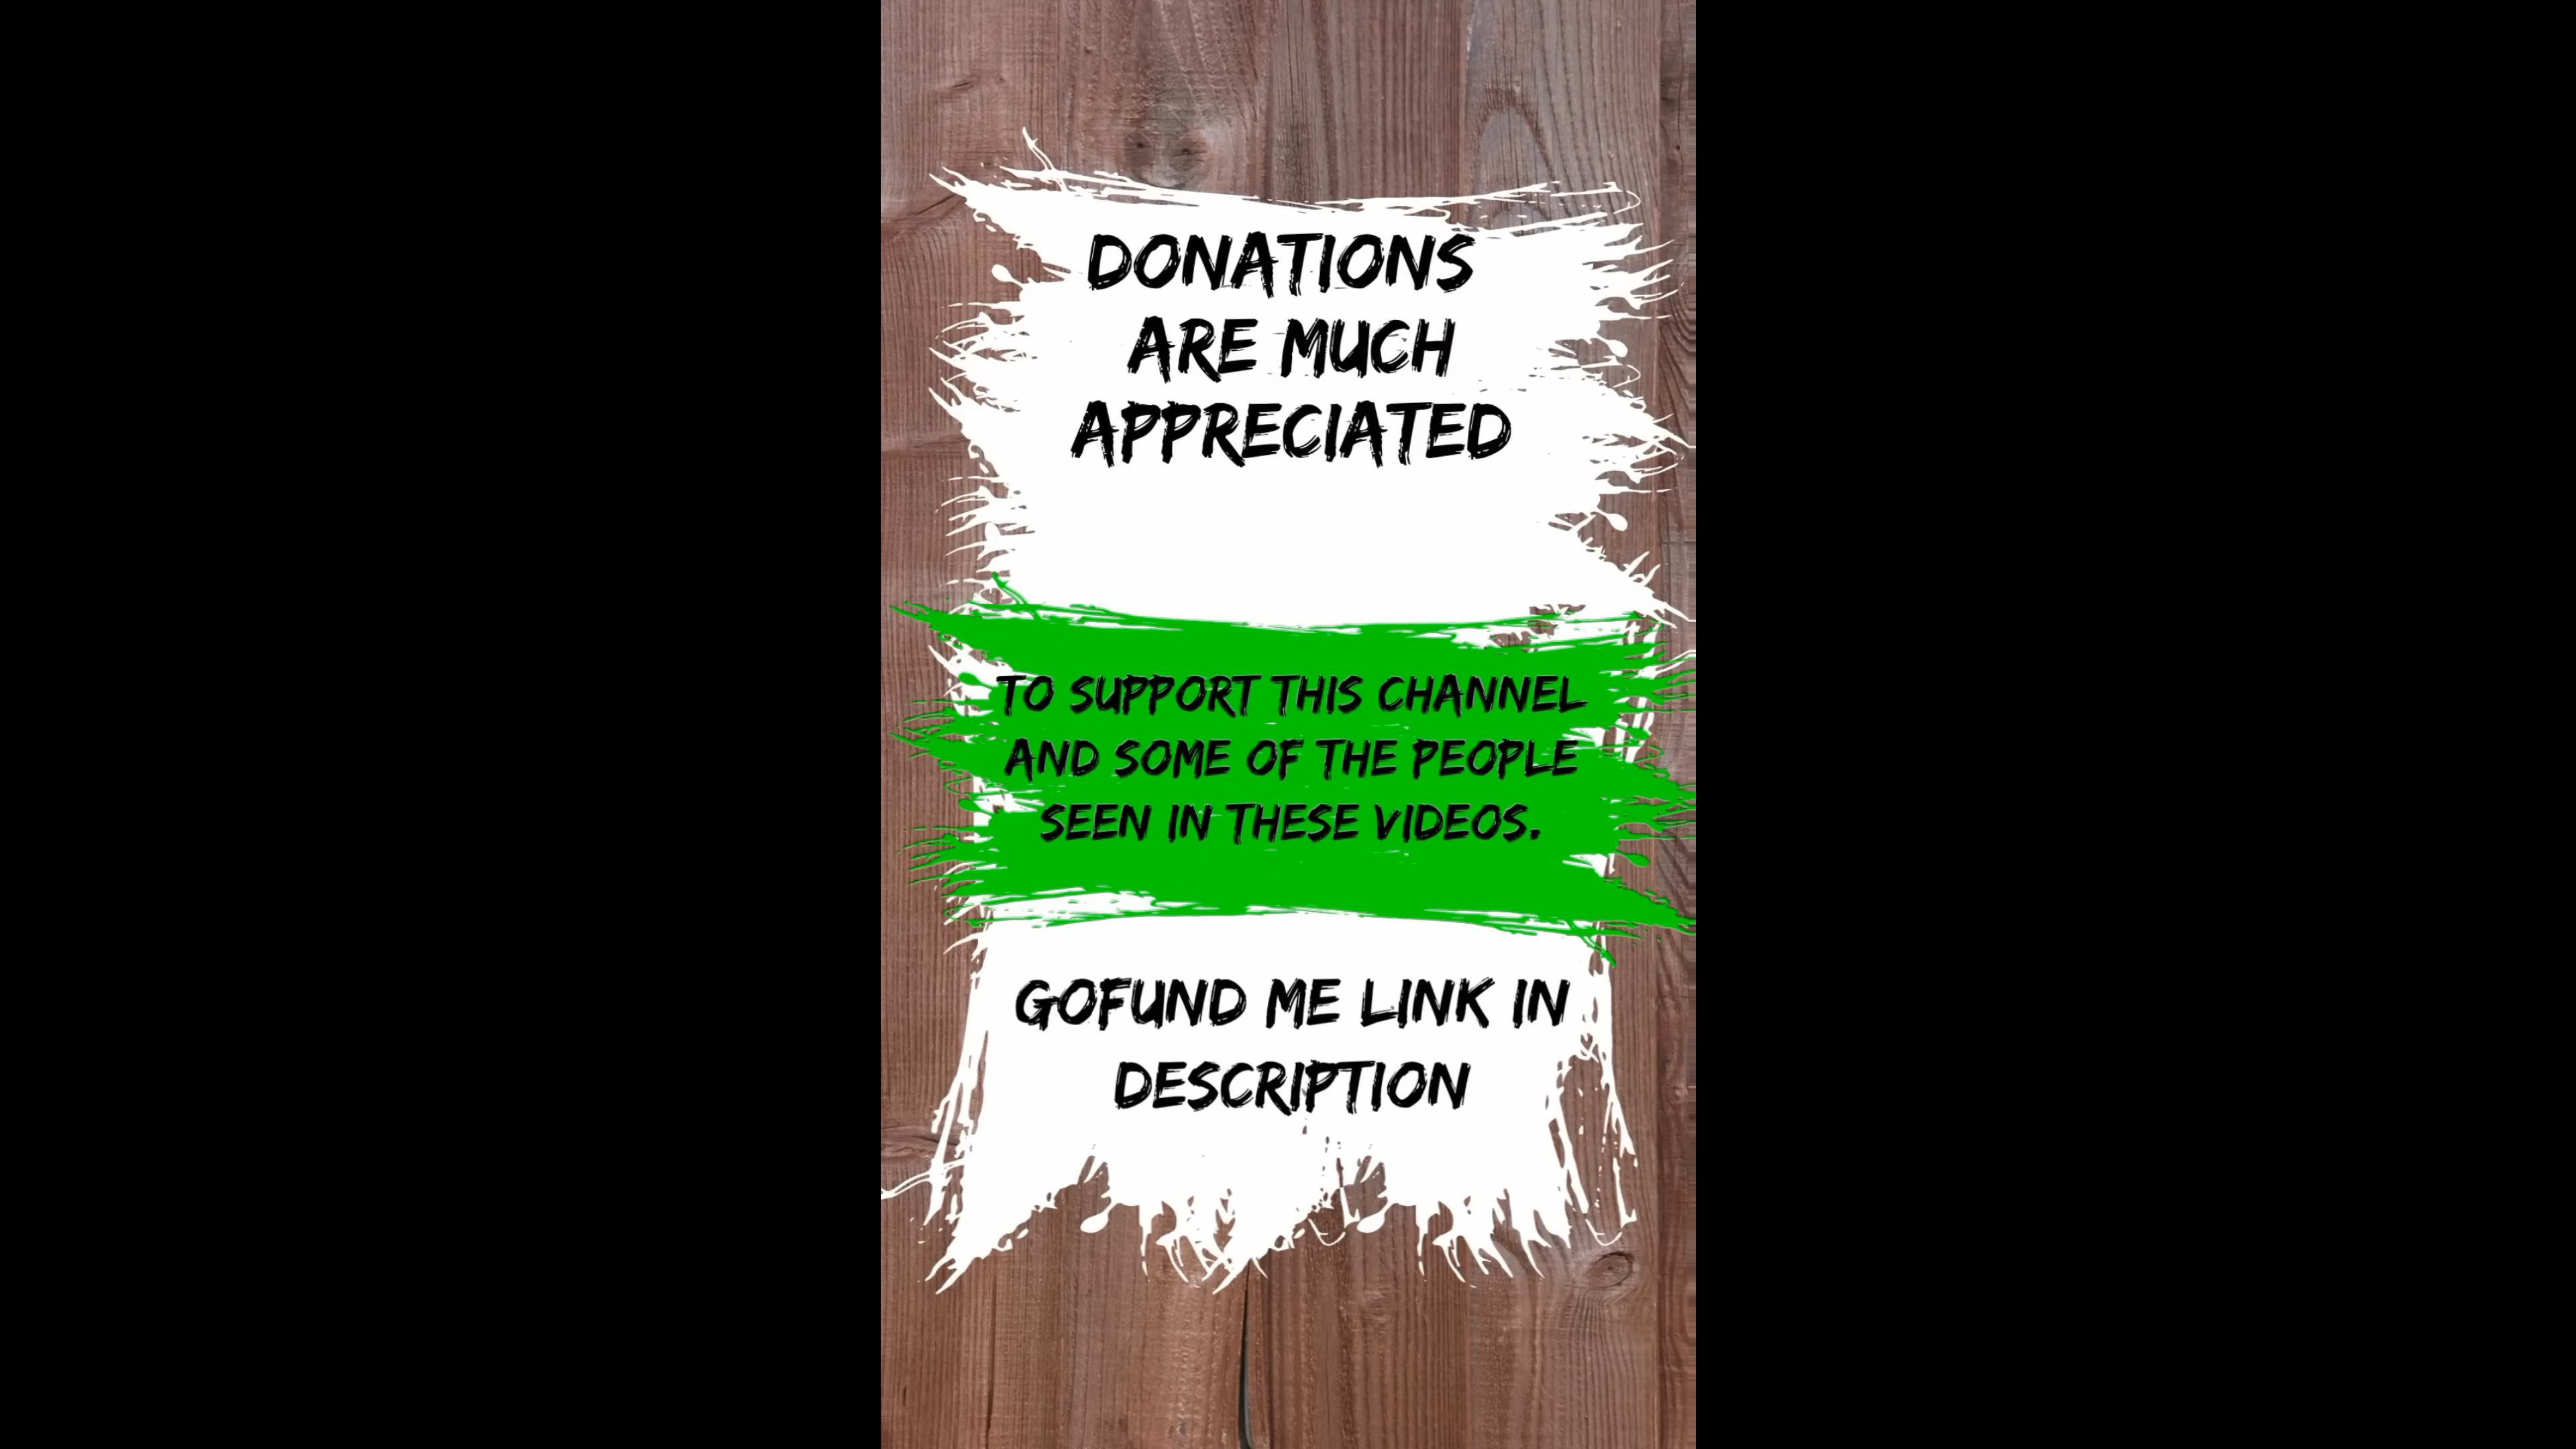 DONATIONS
ARE MUCH
APPRECIATED
TO SUPPORT THIS CHANNEL
AND SOME OF THE PEOPLE
SEEN IN THESE VIDEOS.
GOFUND ME LINK IN
DESCRIPTION